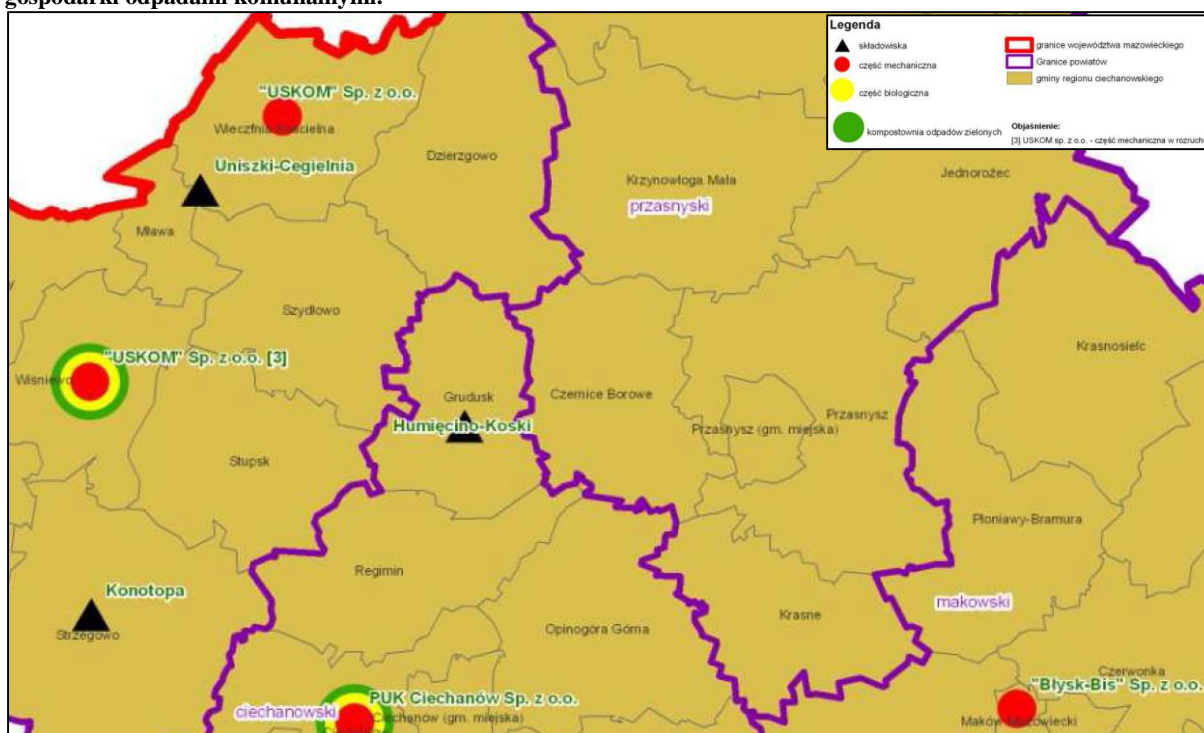 gospodarki odpadami komunalnymi.
Legenda
składowiska
część mechaniczna
część biologiczna
kompostownia odpadów zielonych
granice województwa mazowieckiego
Granice powiatów
gminy regionu ciechanowskiego
Objaśnienie:
[3] USKOM sp. z o.o. - część mechaniczna w rozruchu
"USKOM" Sp. z o.o.
Wieczfnia Kościelna
Dzierzgowo
Uniszki-Cegielnia
Krzynowłoga Mała
przasnyski
Jednorożec
Mława
Szydłowo
"USKOM" Sp. z o.o. [3]
Wiśniewo
Krasnosielc
Grudusk
Czernice Borowe
Humięcino-Koski
Przasnysz (gm. miejska)
Przasnysz
Stupsk
Płoniawy-Bramura
Regimin
Konotopa
Strzegowo
makowski
Krasne
Opinogóra Górna
Czerwonka
"Błysk-Bis" Sp. z o.o.
PUK Ciechanów Sp. z o.o.
ciechanowski
Ciechanów (gm. miejska)
Maków Mazowiecki